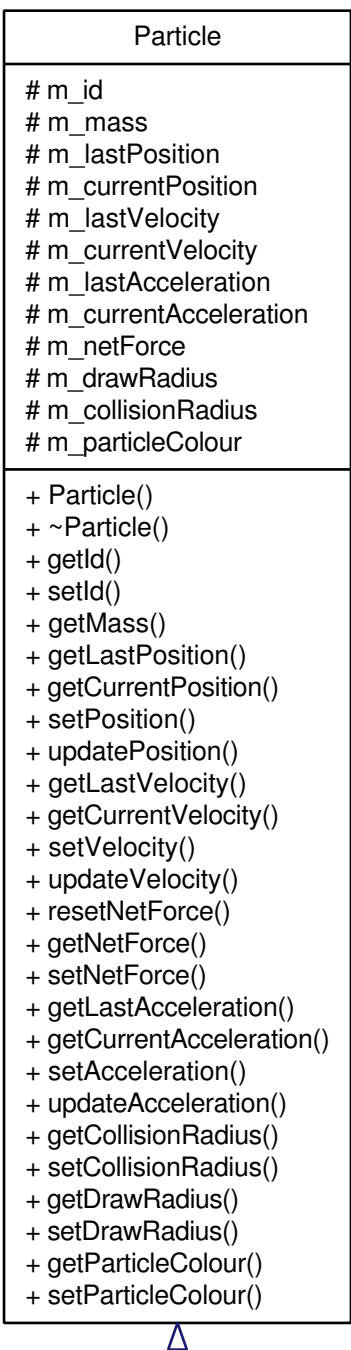 Particle
# m_id
# m_mass
# m_lastPosition
# m_currentPosition
# m_lastVelocity
# m_currentVelocity
# m_lastAcceleration
# m_currentAcceleration
# m_netForce
# m_drawRadius
# m_collisionRadius
# m_particleColour
+ Particle()
+ ~Particle()
+ getId()
+ setId()
+ getMass()
+ getLastPosition()
+ getCurrentPosition()
+ setPosition()
+ updatePosition()
+ getLastVelocity()
+ getCurrentVelocity()
+ setVelocity()
+ updateVelocity()
+ resetNetForce()
+ getNetForce()
+ setNetForce()
+ getLastAcceleration()
+ getCurrentAcceleration()
+ setAcceleration()
+ updateAcceleration()
+ getCollisionRadius()
+ setCollisionRadius()
+ getDrawRadius()
+ setDrawRadius()
+ getParticleColour()
+ setParticleColour()